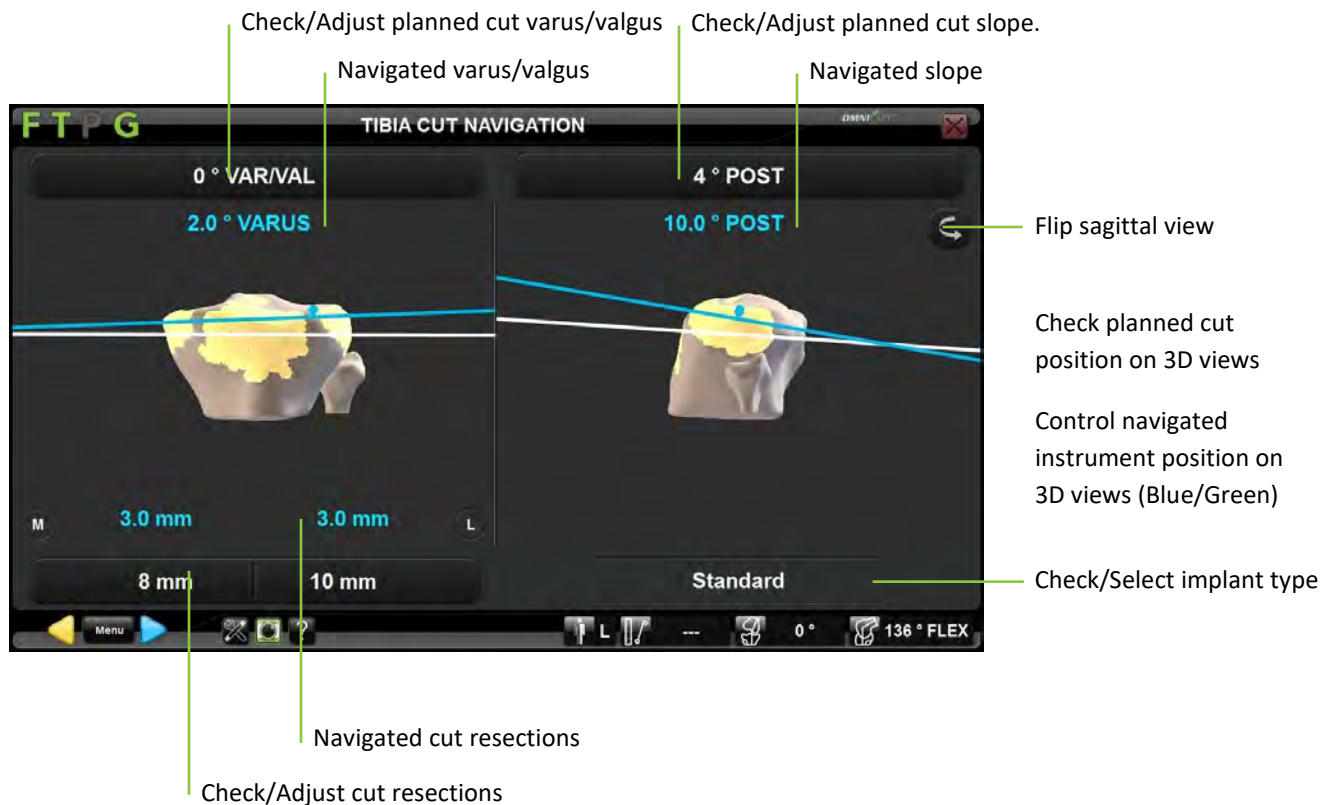 Check/Adjust planned cut varus/valgus
Check/Adjust planned cut slope.
Navigated varus/valgus
Navigated slope
F T P G
TIBIA CUT NAVIGATION
0 ° VAR/VAL
4 ° POST
2.0 ° VARUS
10.0 ° POST
Flip sagittal view
Check planned cut
position on 3D views
Control navigated
instrument position on
3D views (Blue/Green)
M
3.0 mm
3.0 mm
L
8 mm
10 mm
Standard
Check/Select implant type
Menu
?
L
---
0 °
136 ° FLEX
Navigated cut resections
Check/Adjust cut resections